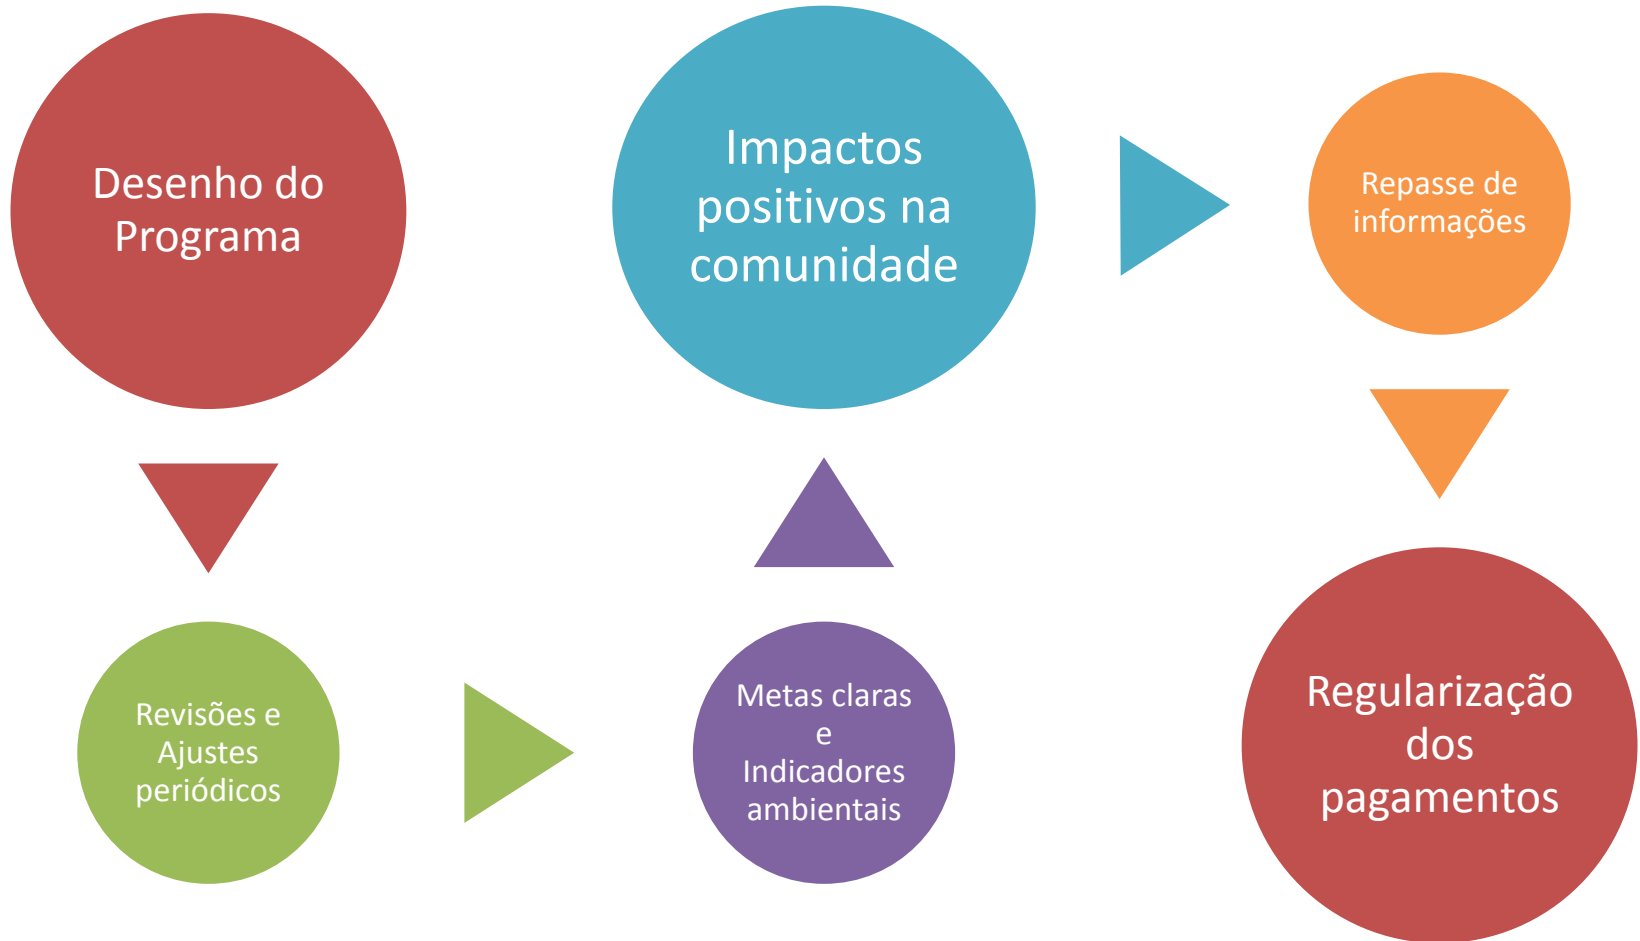 Desenho do
Programa
Revisões e
Ajustes
periódicos
Metas claras
e
Indicadores
ambientais
Impactos
positivos na
comunidade
Repasse de
informações
Regularização
dos
pagamentos